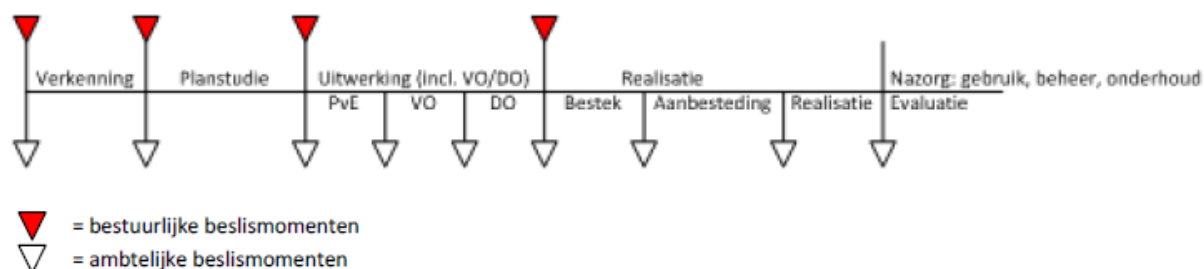 Verkenning Planstudie Uitwerking (incl. VO/DO) Realisatie Nazorg: gebruik, beheer, onderhoud
PvE VO DO Bestek Aanbesteding Realisatie Evaluatie
= bestuurlijke beslismomenten
= ambtelijke beslismomenten